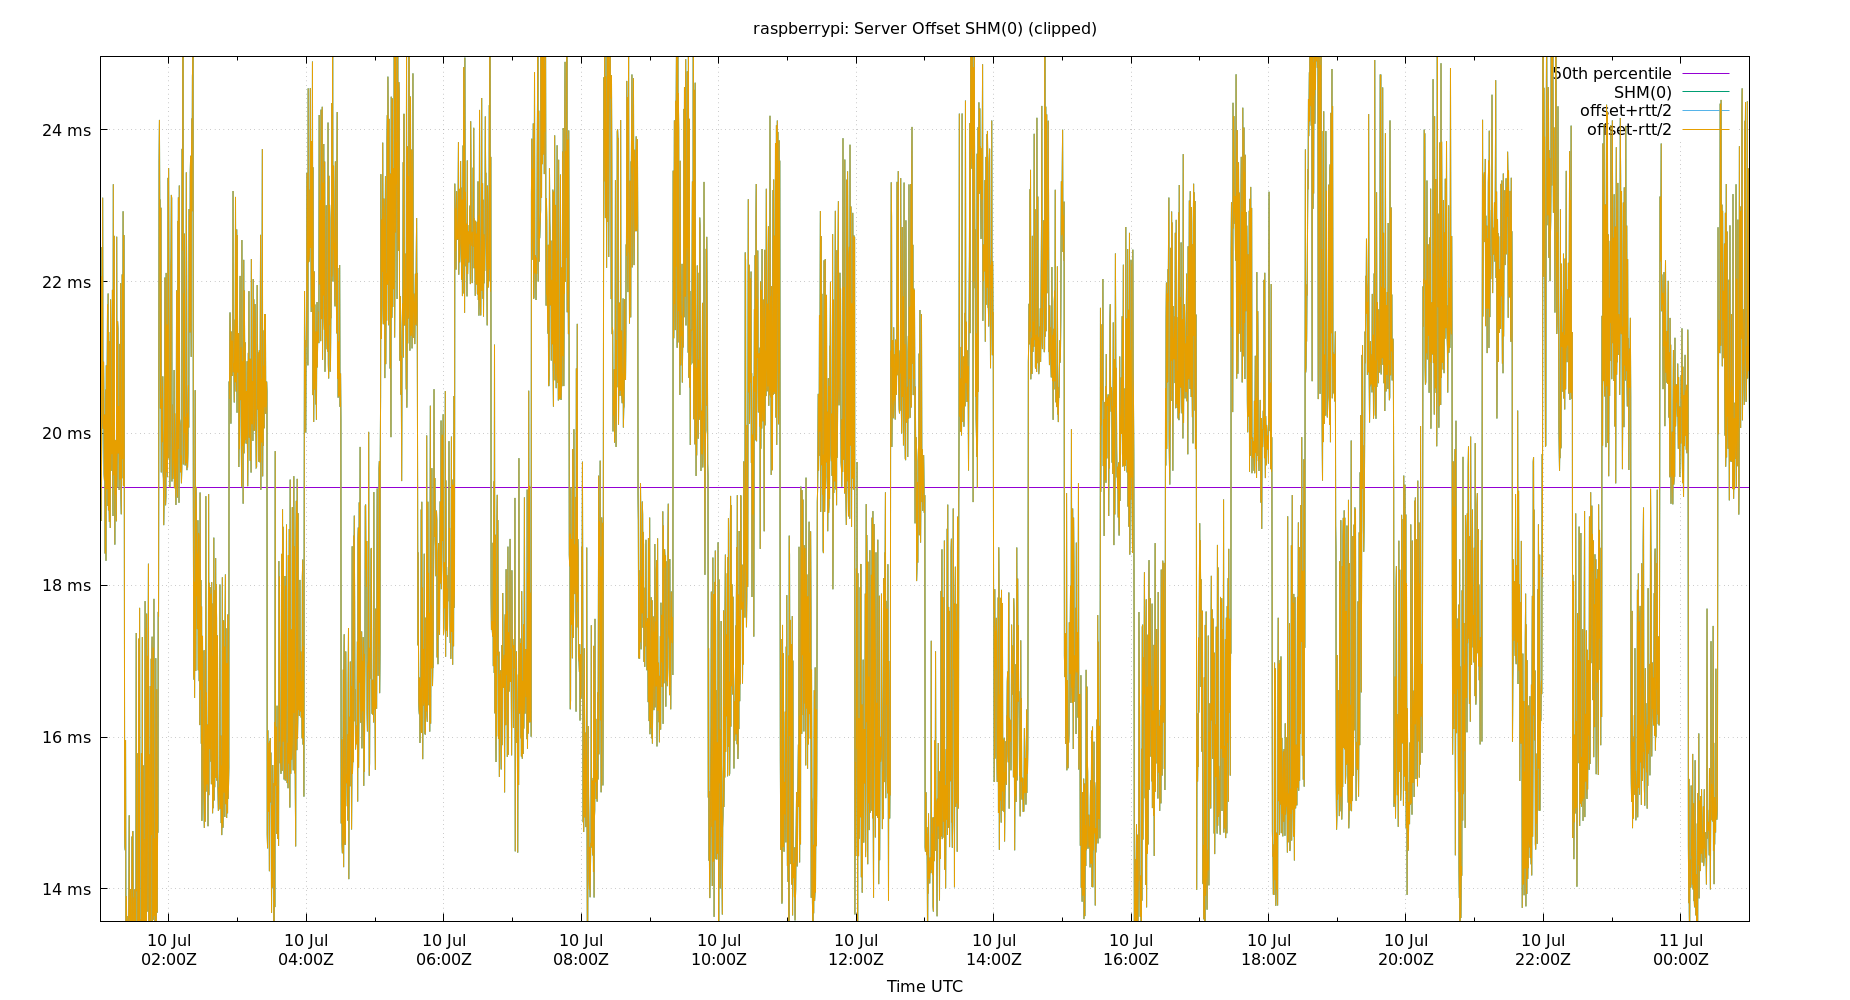 raspberrypi: Server Offset SHM(0) (clipped)
50th percentile
SHM(0)
offset+rtt/2
offset-rtt/2
24 ms
22 ms
20 ms
18 ms
16 ms
14 ms
10 Jul 10 Jul 10 Jul 10 Jul 10 Jul 10 Jul 10 Jul 10 Jul 10 Jul 10 Jul 10 Jul 11 Jul
02:00Z 04:00Z 06:00Z 08:00Z 10:00Z 12:00Z 14:00Z 16:00Z 18:00Z 20:00Z 22:00Z 00:00Z
Time UTC